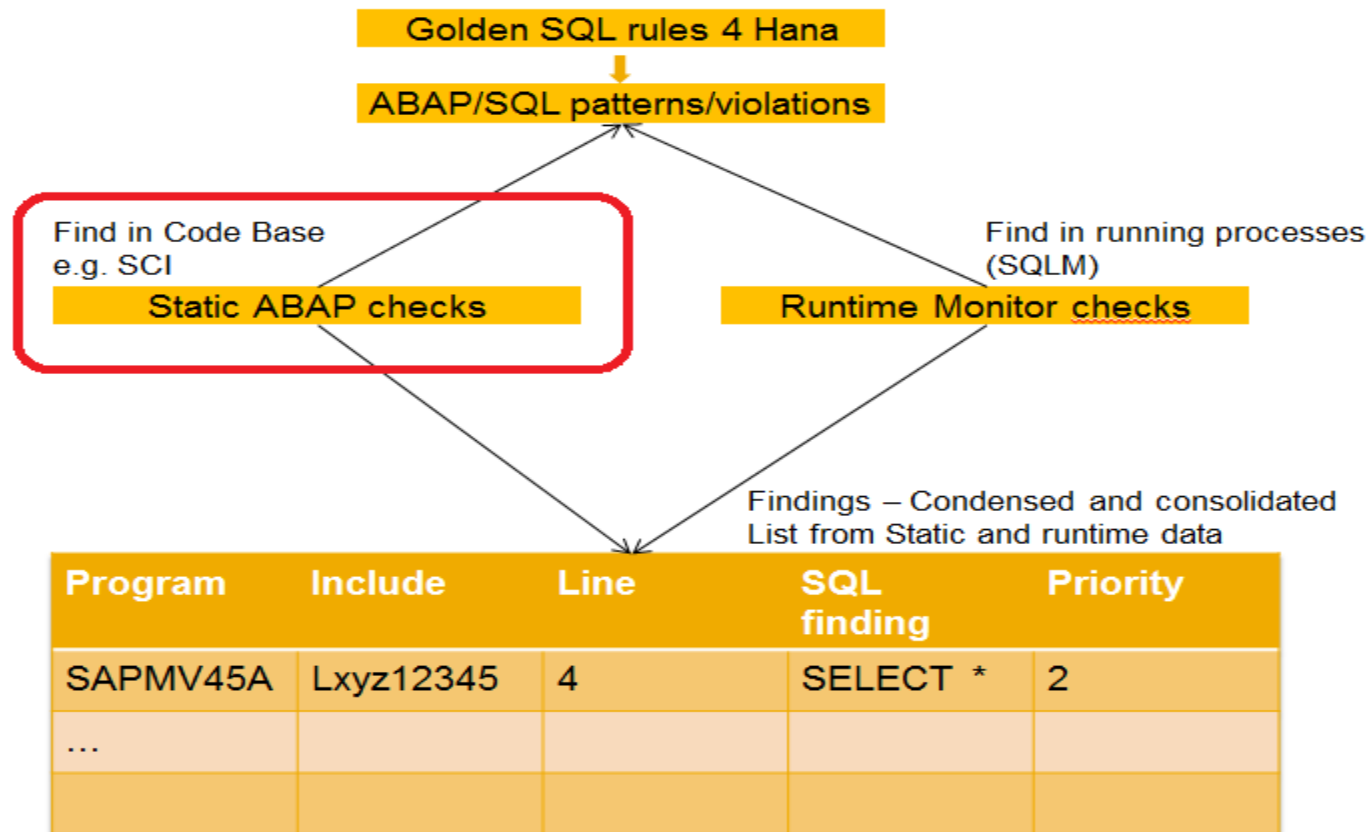 Golden SQL rules 4 Hana
ABAP/SQL patterns/violations
Find in Code Base
e.g. SCI
Static ABAP checks
Find in running processes
(SQLM)
Runtime Monitor checks
Findings – Condensed and consolidated
List from Static and runtime data
Program Include Line SQL finding Priority
SAPMV45A Lxyz12345 4 SELECT * 2
...